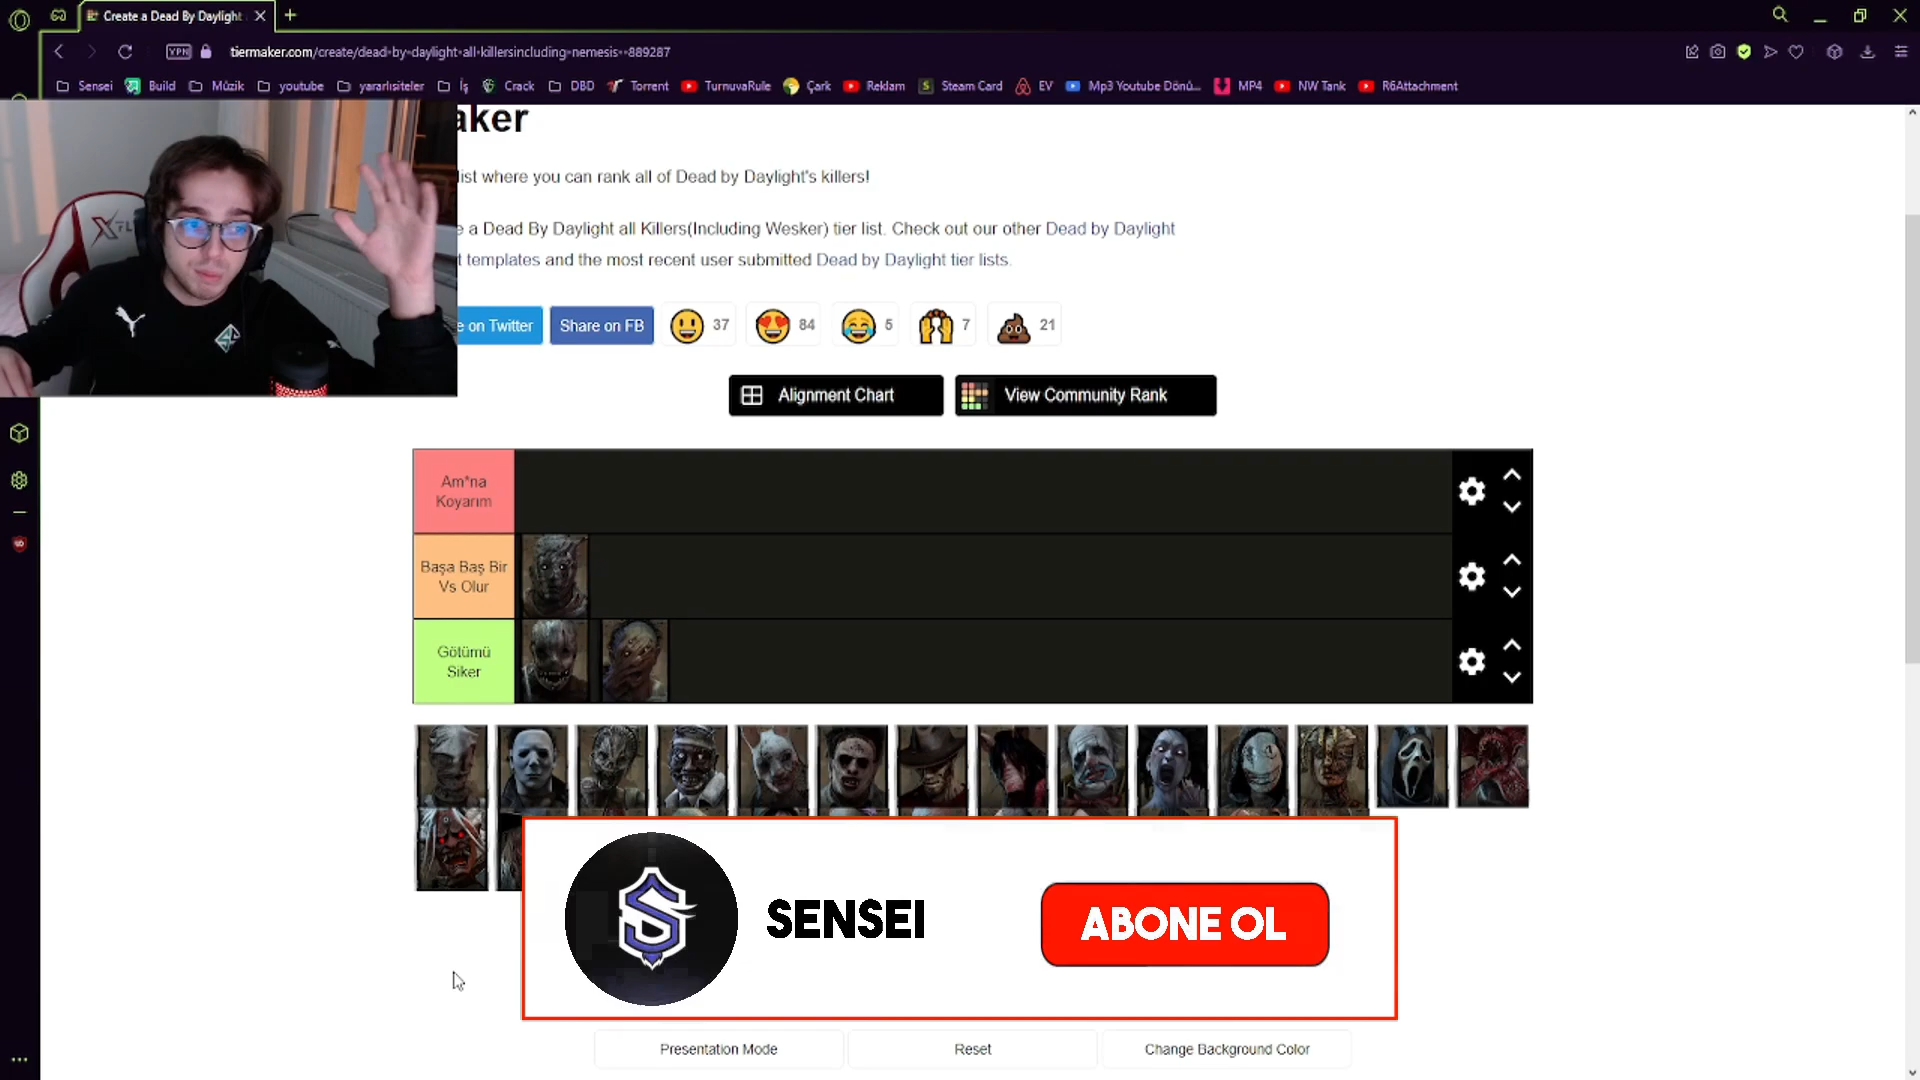 Create a Dead By Daylight
tiermaker.com/create/dead-by-daylight-all-killersincluding-nemesis--889287
VPN
Sensei
Build
Müzik
youtube
yararlısiteler
İş
Crack
DBD
Torrent
TurnuvaRule
Çark
Reklam
Steam Card
EV
Mp3 Youtube Dönü...
MP4
NW Tank
R6Attachment
aker
ist where you can rank all of Dead by Daylight's killers!
e a Dead By Daylight all Killers(Including Wesker) tier list. Check out our other Dead by Daylight
t templates and the most recent user submitted Dead by Daylight tier lists.
e on Twitter
Share on FB
37
84
5
7
21
Alignment Chart
View Community Rank
Am*na
Koyarım
Başa Baş Bir
Vs Olur
Götümü
Siker
SENSEI
ABONE OL
Presentation Mode
Reset
Change Background Color